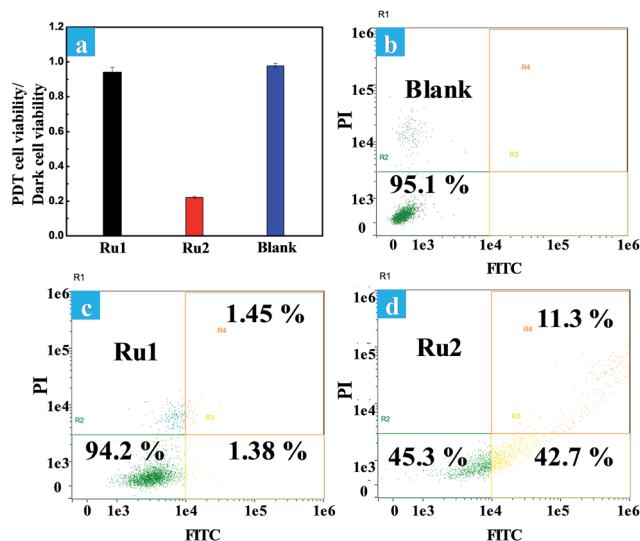 a
1.2
1.0
0.8
0.6
0.4
0.2
0.0
PDT cell viability/
Dark cell viability
Ru1 Ru2 Blank
R1
b
1e6
1e5
1e4
1e3
0
PI
Blank
R4
R2
R3
95.1 %
0 1e3 1e4 1e5 1e6
FITC
R1
c
1e6
1e5
1e4
1e3
0
PI
Ru1
1.45 %
R4
R2
R3
94.2 %
1.38 %
0 1e3 1e4 1e5 1e6
FITC
R1
d
1e6
1e5
1e4
1e3
0
PI
Ru2
11.3 %
R4
R2
R3
45.3 %
42.7 %
0 1e3 1e4 1e5 1e6
FITC